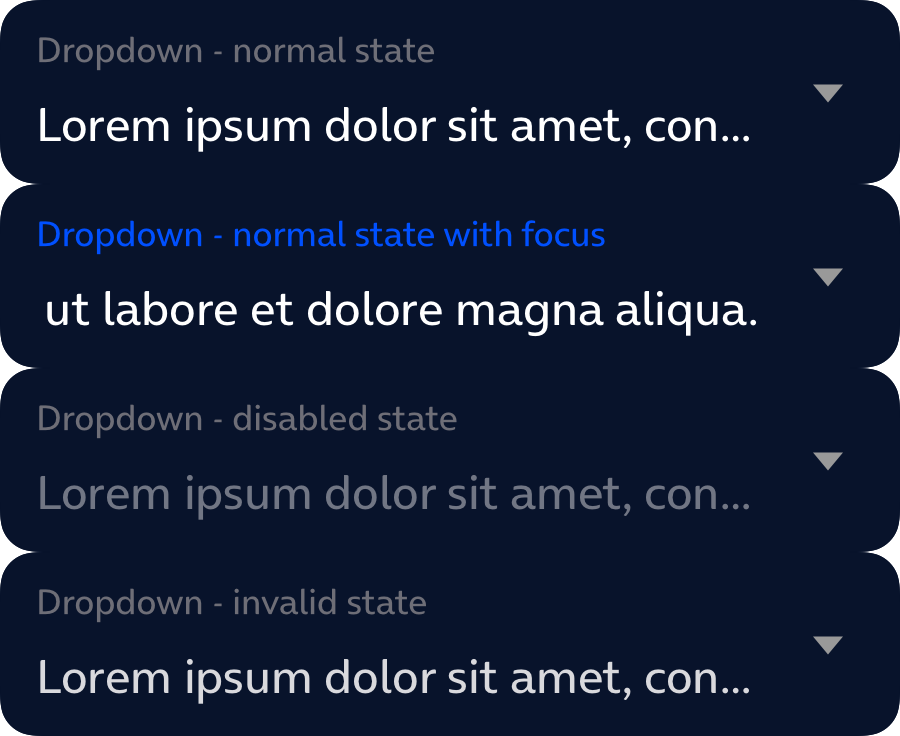 Dropdown - normal state
Lorem ipsum dolor sit amet, con...
Dropdown - normal state with focus
ut labore et dolore magna aliqua.
Dropdown - disabled state
Lorem ipsum dolor sit amet, con...
Dropdown - invalid state
Lorem ipsum dolor sit amet, con...